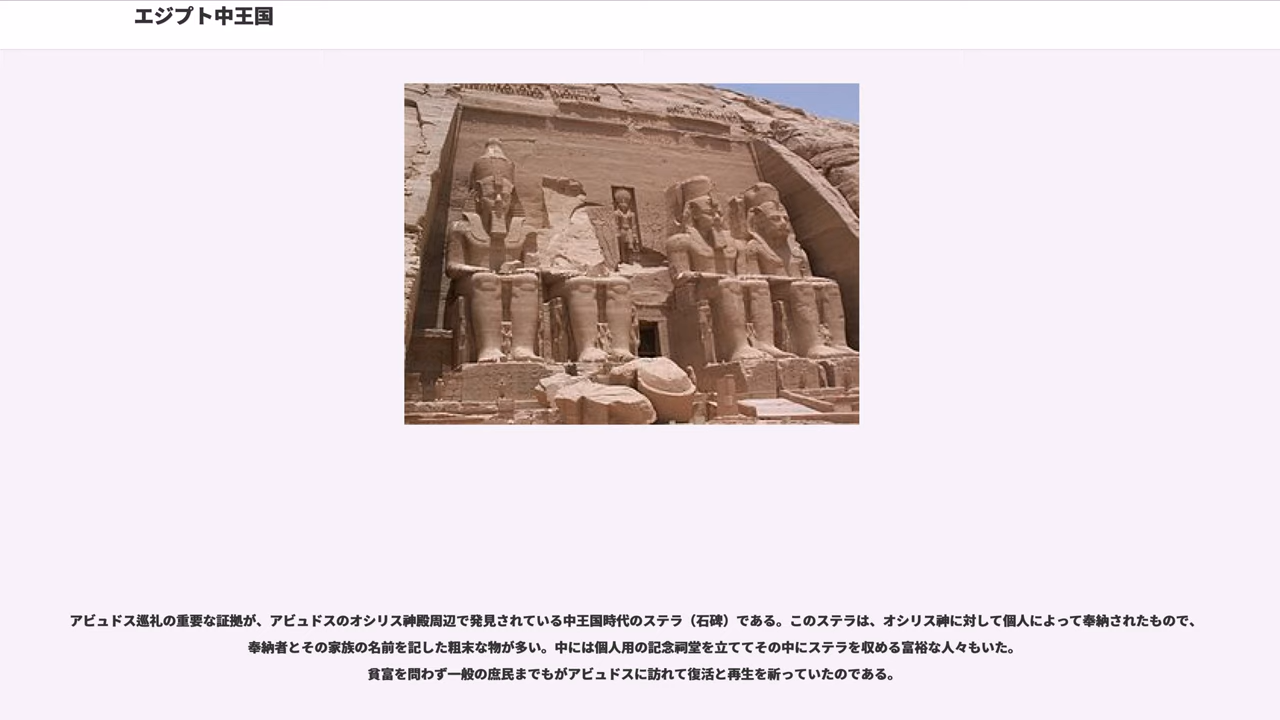 エジプト中王国
アビュドス巡礼の重要な証拠が、アビュドスのオシリス神殿周辺で発見されている中王国時代のステラ（石碑）である。このステラは、オシリス神に対して個人によって奉納されたもので、
奉納者とその家族の名前を記した粗末な物が多い。中には個人用の記念祠堂を立ててその中にステラを収める富裕な人々もいた。
貧富を問わず一般の庶民までもがアビュドスに訪れて復活と再生を祈っていたのである。